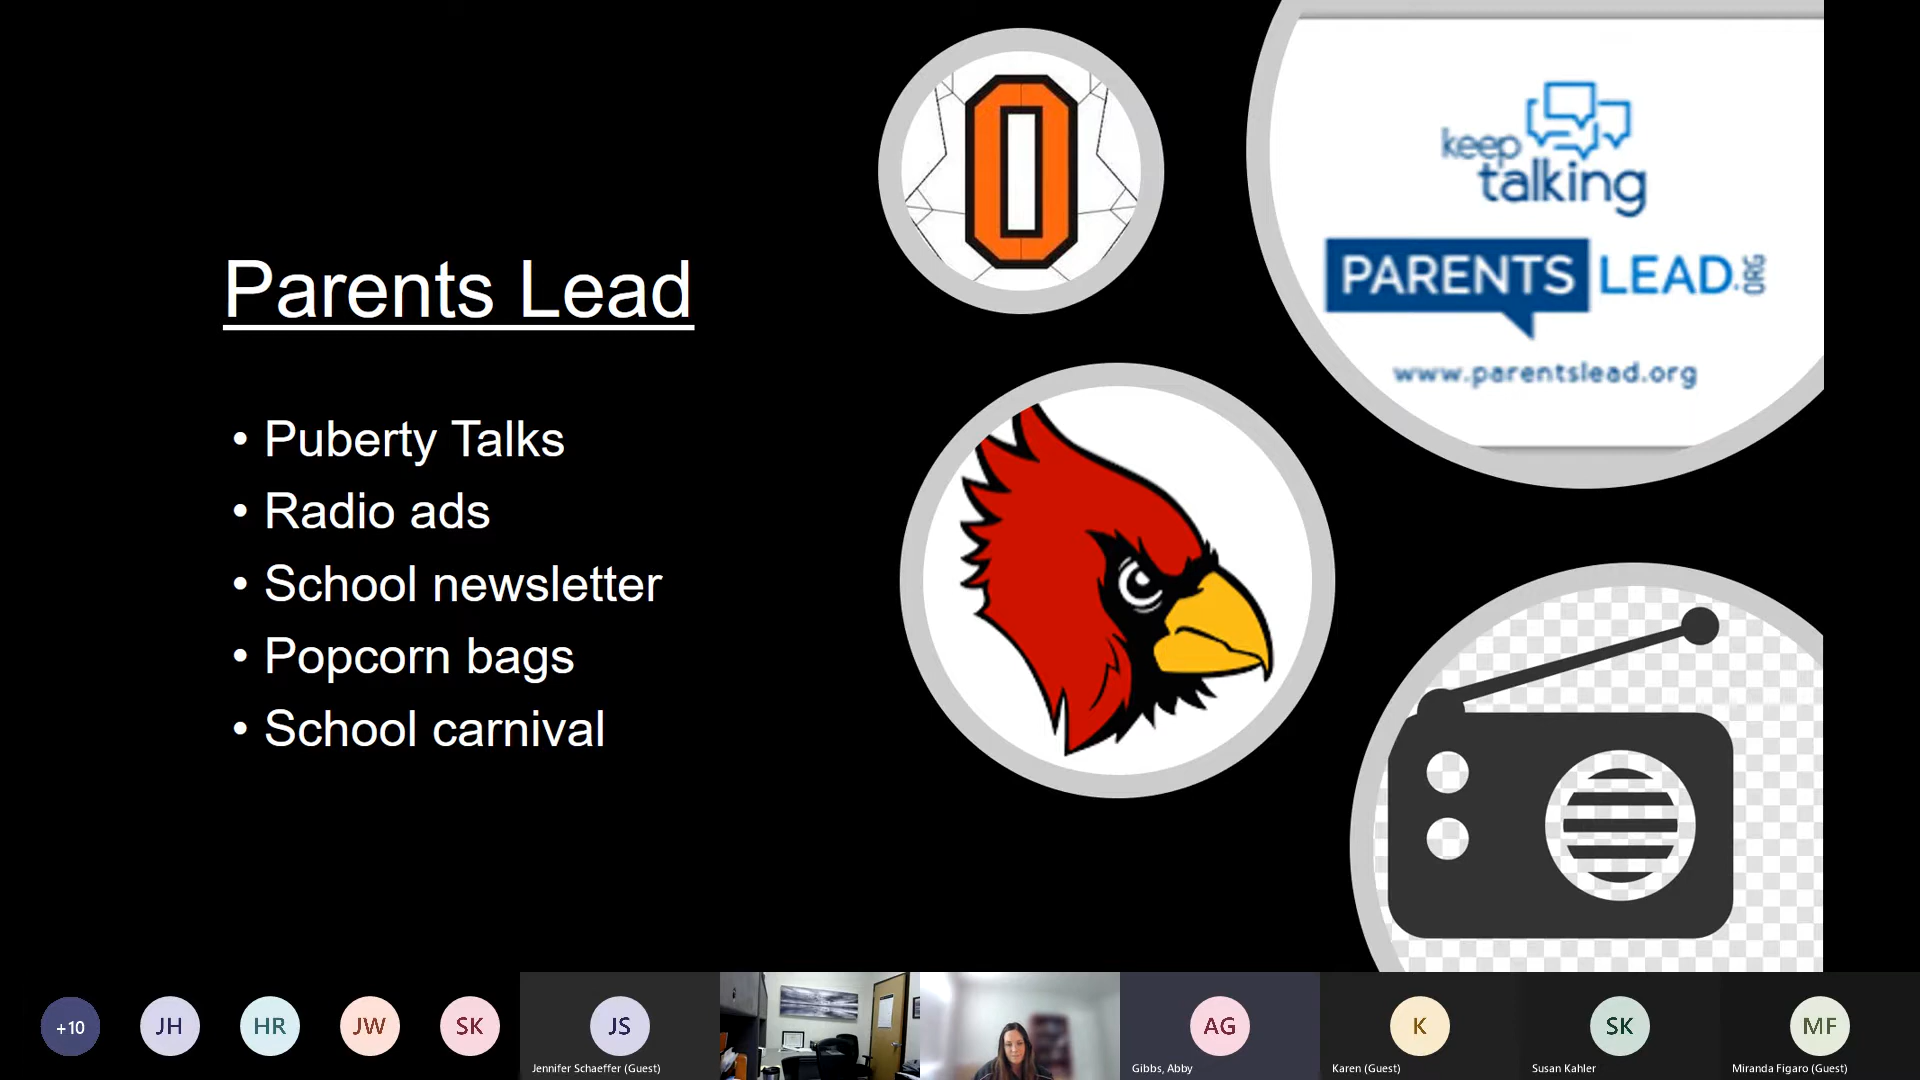 Parents Lead
• Puberty Talks
• Radio ads
• School newsletter
• Popcorn bags
• School carnival
O
keep
talking
PARENTS LEAD.ORG
www.parentslead.org
+10
JH
HR
JW
SK
JS
Jennifer Schaeffer (Guest)
AG
Gibbs, Abby
K
Karen (Guest)
SK
Susan Kahler
MF
Miranda Figaro (Guest)